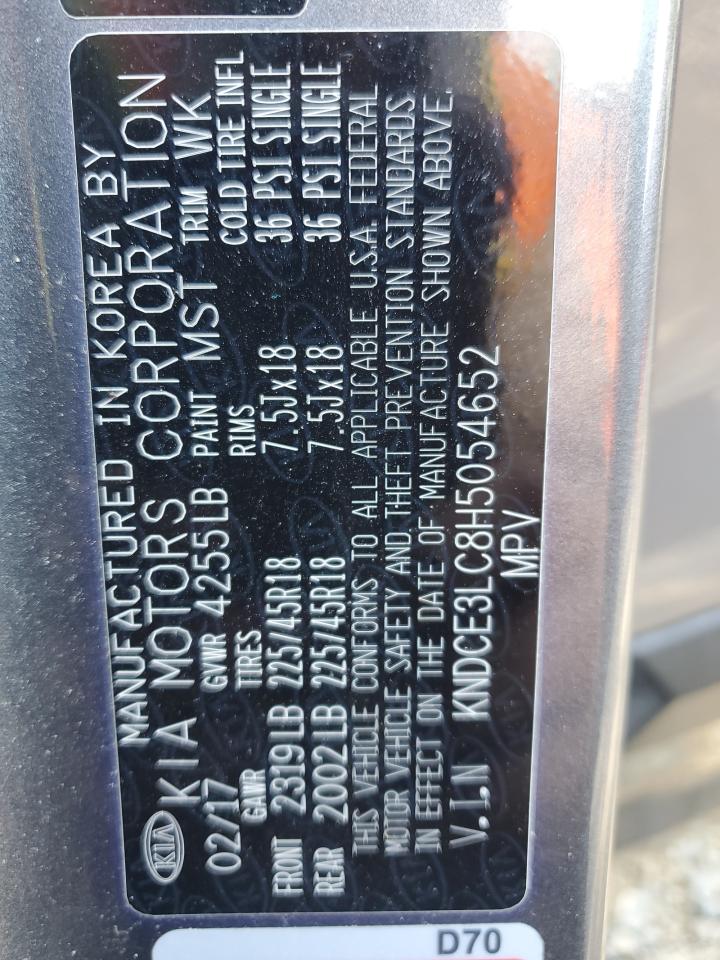 MANUFACTURED IN KOREA BY
KIA KIA MOTORS CORPORATION
02/17 GVWR 4255LB PAINT MST TRIM WK
GAWR TIRES RIMS COLD TIRE INFL
FRONT 2319LB 225/45R18 7.5Jx18 36 PSI SINGLE
REAR 2002LB 225/45R18 7.5Jx18 36 PSI SINGLE
THIS VEHICLE CONFORMS TO ALL APPLICABLE U.S.A. FEDERAL
MOTOR VEHICLE SAFETY AND THEFT PREVENTION STANDARDS
IN EFFECT ON THE DATE OF MANUFACTURE SHOWN ABOVE.
V.I.N KNDCE3LC8H5054652
MPV
D70